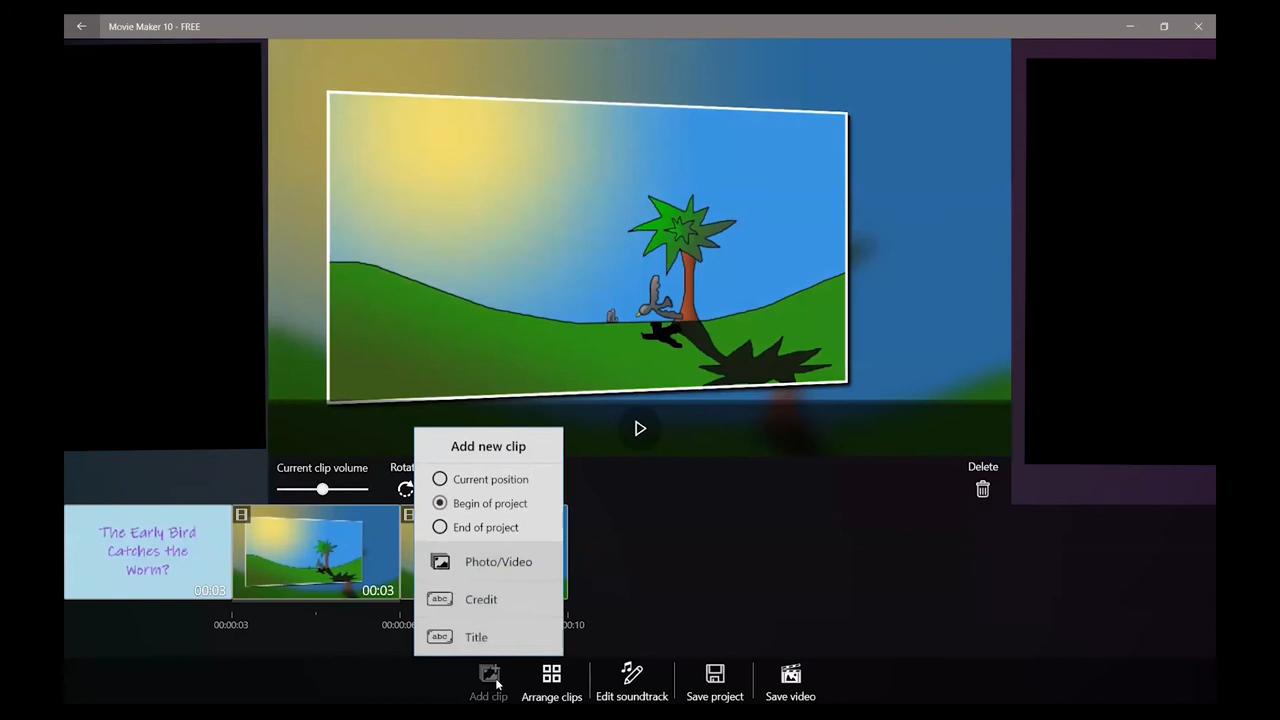 Movie Maker 10 - FREE
Add new clip
Current position
Begin of project
End of project
Photo/Video
abc Credit
abc Title
Current clip volume
Rotat
Delete
The Early Bird
Catches the
Worm?
00:03
00:03
00:00:03
00:00:0
00:10
Add clip
Arrange clips
Edit soundtrack
Save project
Save video